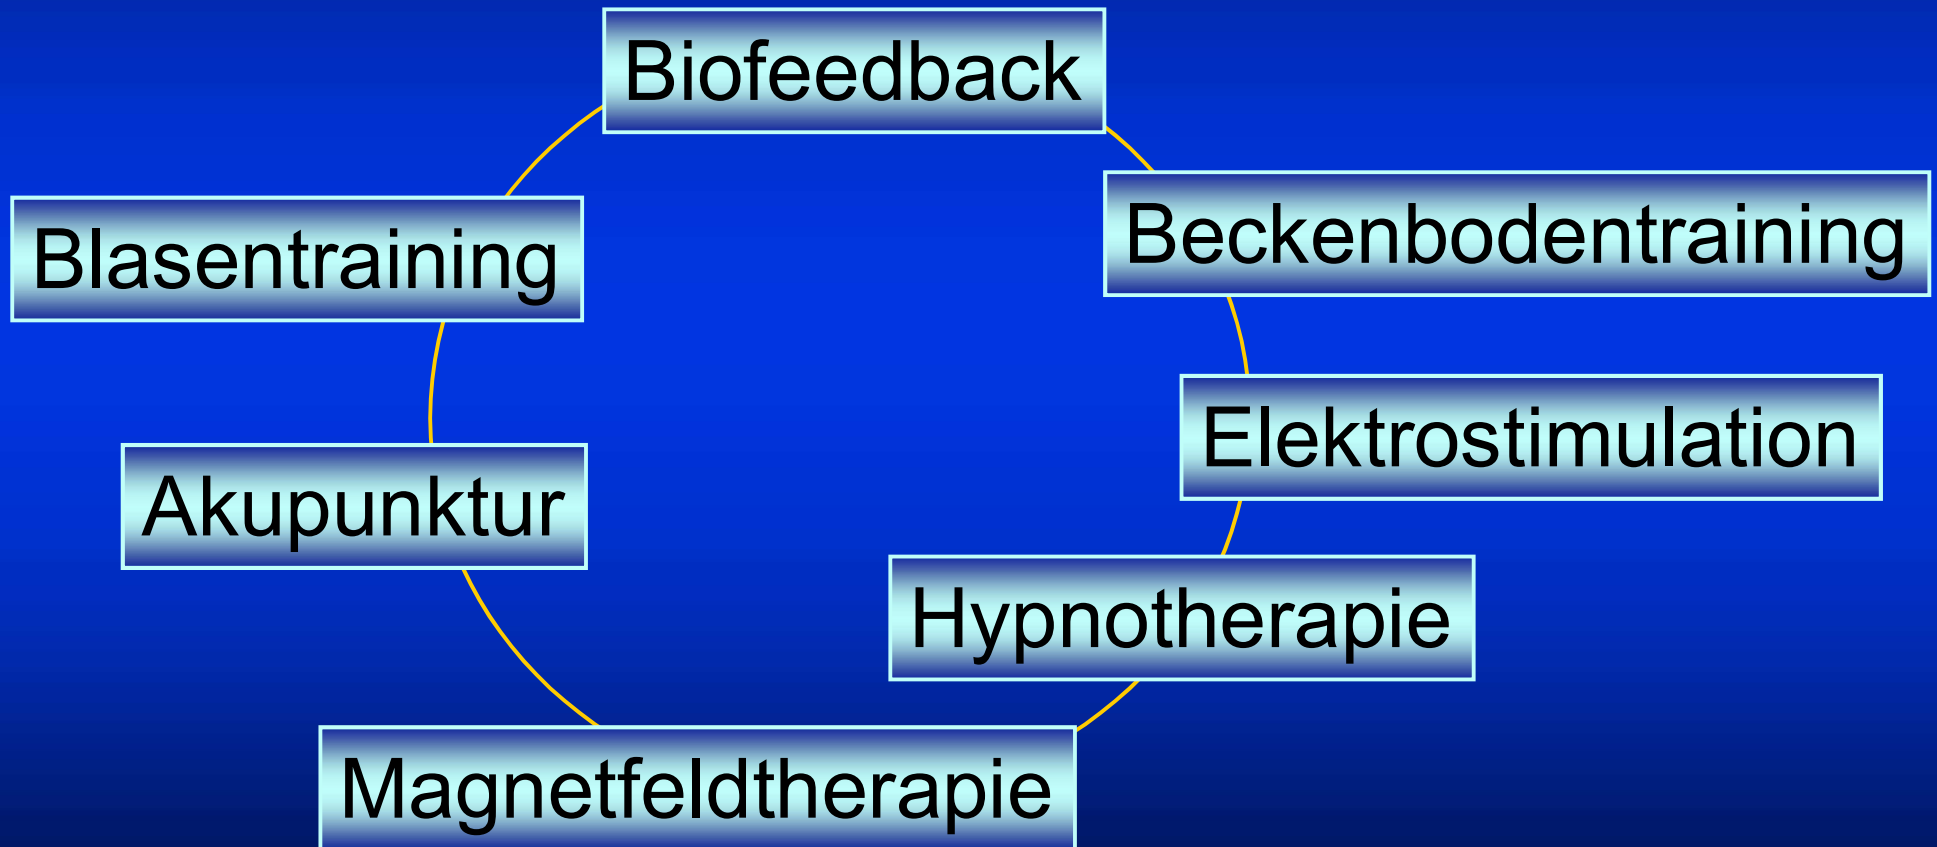 Biofeedback
Beckenbodentraining
Blasentraining
Elektrostimulation
Akupunktur
Hypnotherapie
Magnetfeldtherapie